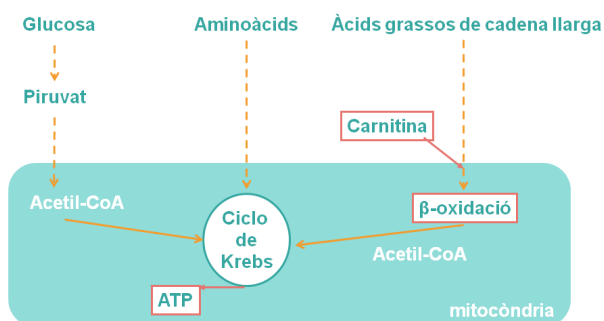 Glucosa
Aminoàcids
Àcids grassos de cadena llarga
Piruvat
Carnitina
Acetil-CoA
β-oxidació
Ciclo
de
Krebs
Acetil-CoA
ATP
mitocòndria